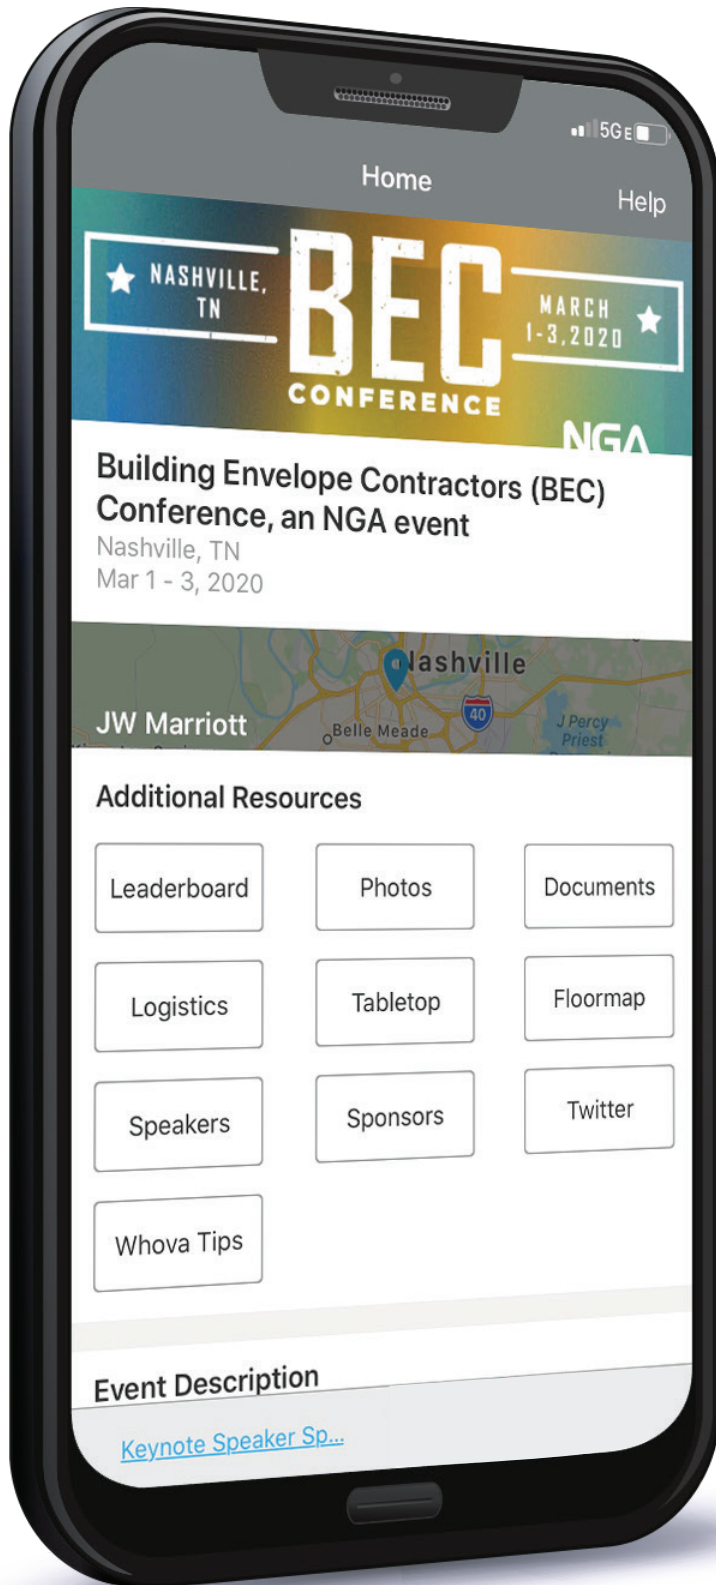 5GE
Home
Help
NASHVILLE,
TN
BEC
CONFERENCE
MARCH
1-3, 2020
NGA
Building Envelope Contractors (BEC)
Conference, an NGA event
Nashville, TN
Mar 1 - 3, 2020
Nashville
40
JW Marriott
Belle Meade
J Percy
Priest
Additional Resources
Leaderboard
Photos
Documents
Logistics
Tabletop
Floormap
Speakers
Sponsors
Twitter
Whova Tips
Event Description
Keynote Speaker Sp...